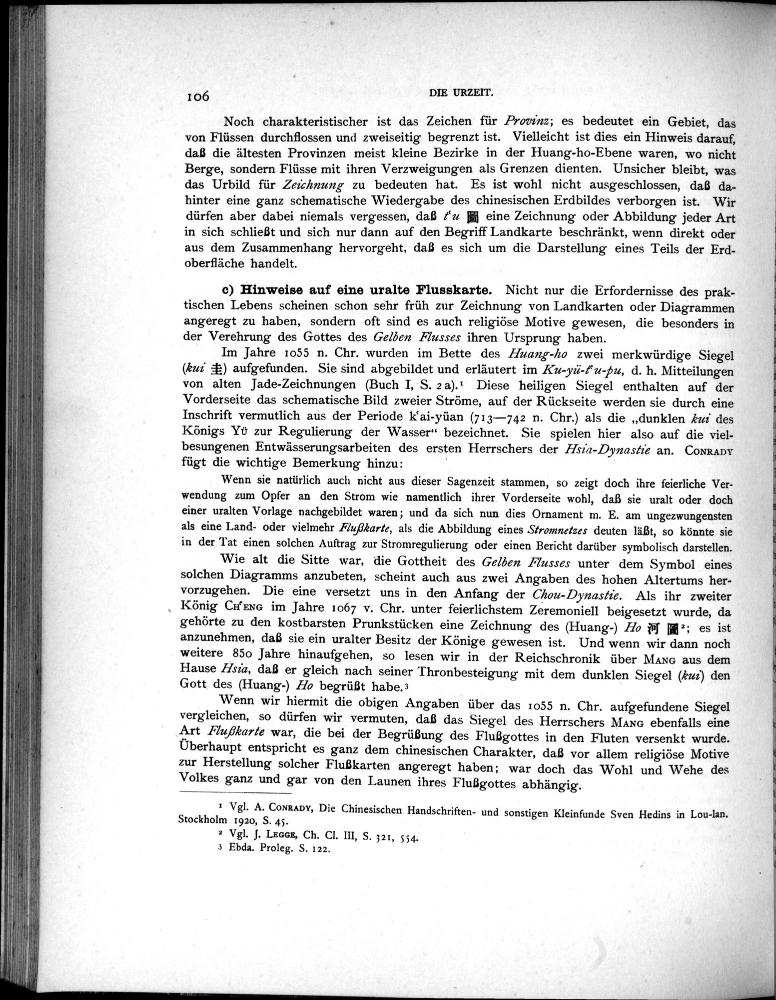 106
DIE URZEIT.
Noch charakteristischer ist das Zeichen für Provinz; es bedeutet ein Gebiet, das
von Flüssen durchflossen und zweiseitig begrenzt ist. Vielleicht ist dies ein Hinweis darauf,
daß die ältesten Provinzen meist kleine Bezirke in der Huang-ho-Ebene waren, wo nicht
Berge, sondern Flüsse mit ihren Verzweigungen als Grenzen dienten. Unsicher bleibt, was
das Urbild für Zeichnung zu bedeuten hat. Es ist wohl nicht ausgeschlossen, daß da-
hinter eine ganz schematische Wiedergabe des chinesischen Erdbildes verborgen ist. Wir
dürfen aber dabei niemals vergessen, daß t‘u 圖 eine Zeichnung oder Abbildung jeder Art
in sich schließt und sich nur dann auf den Begriff Landkarte beschränkt, wenn direkt oder
aus dem Zusammenhang hervorgeht, daß es sich um die Darstellung eines Teils der Erd-
oberfläche handelt.
c) Hinweise auf eine uralte Flusskarte. Nicht nur die Erfordernisse des prak-
tischen Lebens scheinen schon sehr früh zur Zeichnung von Landkarten oder Diagrammen
angeregt zu haben, sondern oft sind es auch religiöse Motive gewesen, die besonders in
der Verehrung des Gottes des Gelben Flusses ihren Ursprung haben.
Im Jahre 1055 n. Chr. wurden im Bette des Huang-ho zwei merkwürdige Siegel
(kui 圭) aufgefunden. Sie sind abgebildet und erläutert im Ku-yü-t‘u-pu, d. h. Mitteilungen
von alten Jade-Zeichnungen (Buch I, S. 2a).¹ Diese heiligen Siegel enthalten auf der
Vorderseite das schematische Bild zweier Ströme, auf der Rückseite werden sie durch eine
Inschrift vermutlich aus der Periode k‘ai-yüan (713—742 n. Chr.) als die „dunklen kui des
Königs Yü zur Regulierung der Wasser“ bezeichnet. Sie spielen hier also auf die viel-
besungenen Entwässerungsarbeiten des ersten Herrschers der Hsia-Dynastie an. CONRADY
fügt die wichtige Bemerkung hinzu:
Wenn sie natürlich auch nicht aus dieser Sagenzeit stammen, so zeigt doch ihre feierliche Ver-
wendung zum Opfer an den Strom wie namentlich ihrer Vorderseite wohl, daß sie uralt oder doch
einer uralten Vorlage nachgebildet waren; und da sich nun dies Ornament m. E. am ungezwungensten
als eine Land- oder vielmehr Flußkarte, als die Abbildung eines Stromnetzes deuten läßt, so könnte sie
in der Tat einen solchen Auftrag zur Stromregulierung oder einen Bericht darüber symbolisch darstellen.
Wie alt die Sitte war, die Gottheit des Gelben Flusses unter dem Symbol eines
solchen Diagramms anzubeten, scheint auch aus zwei Angaben des hohen Altertums her-
vorzugehen. Die eine versetzt uns in den Anfang der Chou-Dynastie. Als ihr zweiter
König CH‘ENG im Jahre 1067 v. Chr. unter feierlichstem Zeremoniell beigesetzt wurde, da
gehörte zu den kostbarsten Prunkstücken eine Zeichnung des (Huang-) Ho 河 圖²; es ist
anzunehmen, daß sie ein uralter Besitz der Könige gewesen ist. Und wenn wir dann noch
weitere 850 Jahre hinaufgehen, so lesen wir in der Reichschronik über MANG aus dem
Hause Hsia, daß er gleich nach seiner Thronbesteigung mit dem dunklen Siegel (kui) den
Gott des (Huang-) Ho begrüßt habe.³
Wenn wir hiermit die obigen Angaben über das 1055 n. Chr. aufgefundene Siegel
vergleichen, so dürfen wir vermuten, daß das Siegel des Herrschers MANG ebenfalls eine
Art Flußkarte war, die bei der Begrüßung des Flußgottes in den Fluten versenkt wurde.
Überhaupt entspricht es ganz dem chinesischen Charakter, daß vor allem religiöse Motive
zur Herstellung solcher Flußkarten angeregt haben; war doch das Wohl und Wehe des
Volkes ganz und gar von den Launen ihres Flußgottes abhängig.
¹ Vgl. A. CONRADY, Die Chinesischen Handschriften- und sonstigen Kleinfunde Sven Hedins in Lou-lan.
Stockholm 1920, S. 45.
² Vgl. J. LEGGE, Ch. Cl. III, S. 321, 554.
³ Ebda. Proleg. S. 122.